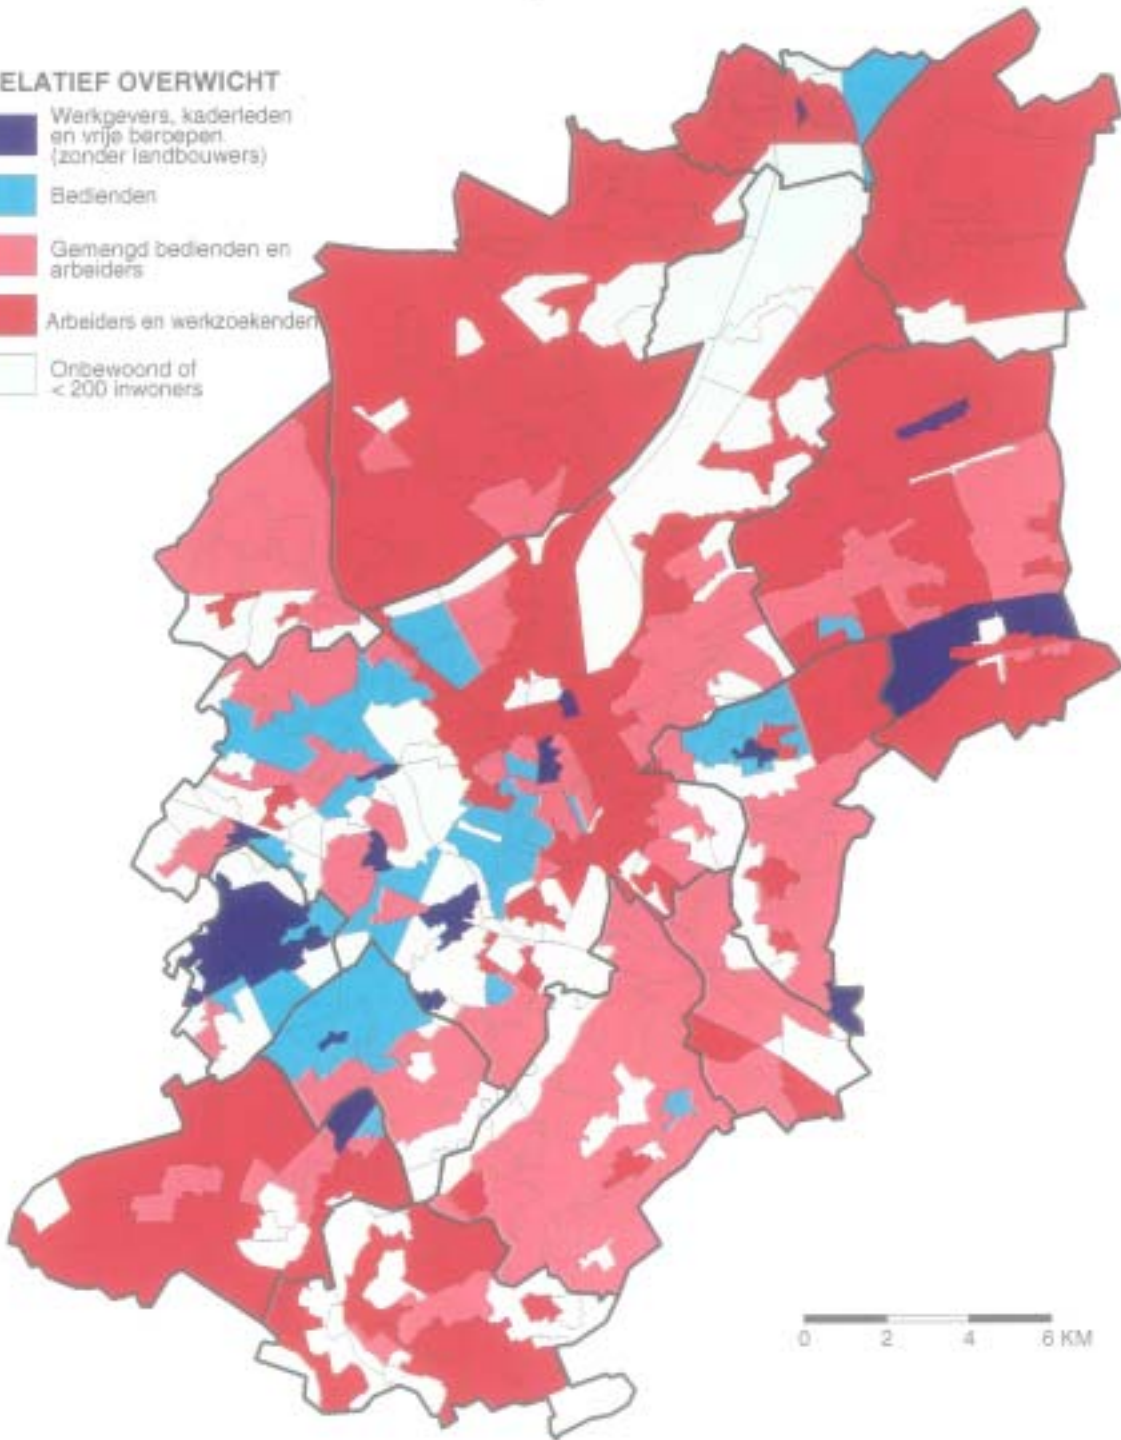 ELATIEF OVERWICHT
Werkgevers, kaderleden
en vrije beroepen
(zonder landbouwers)
Bedienden
Gemengd bedienden en
arbeiders
Arbeiders en werkzoekenden
Onbewoond of
< 200 inwoners
0 2 4 6 KM